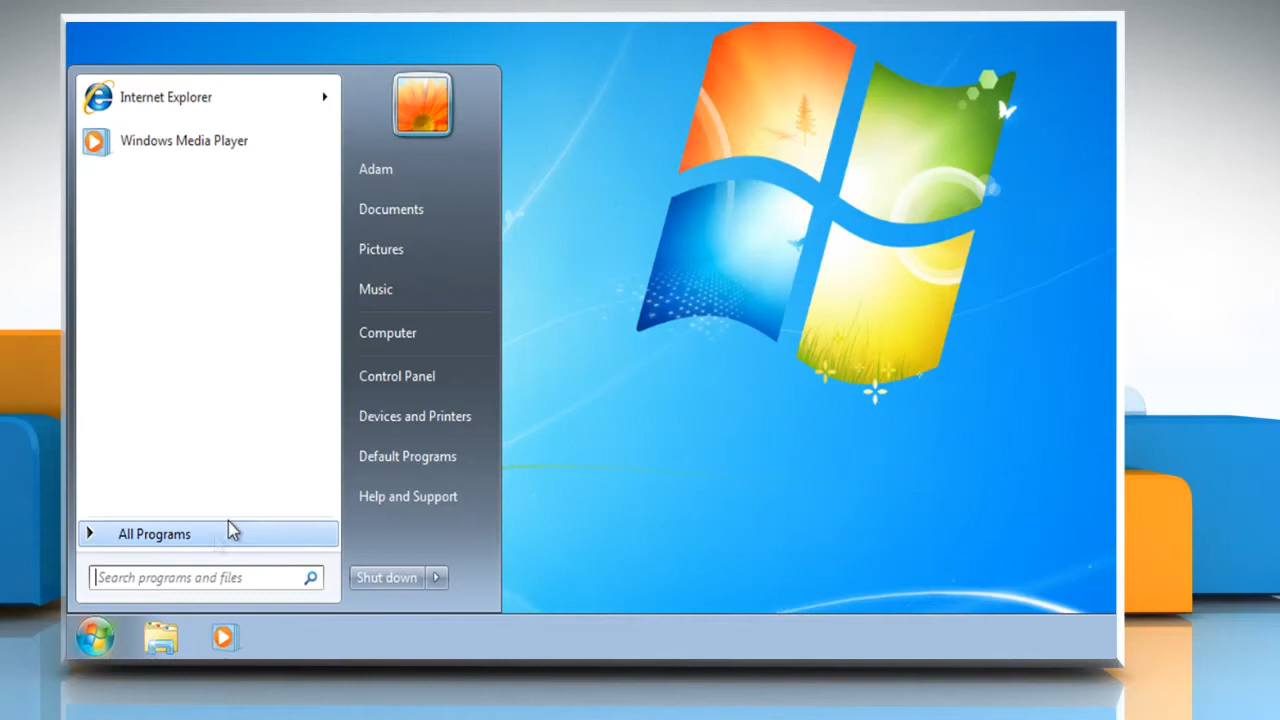 Internet Explorer
Windows Media Player
All Programs
Search programs and files
Adam
Documents
Pictures
Music
Computer
Control Panel
Devices and Printers
Default Programs
Help and Support
Shut down